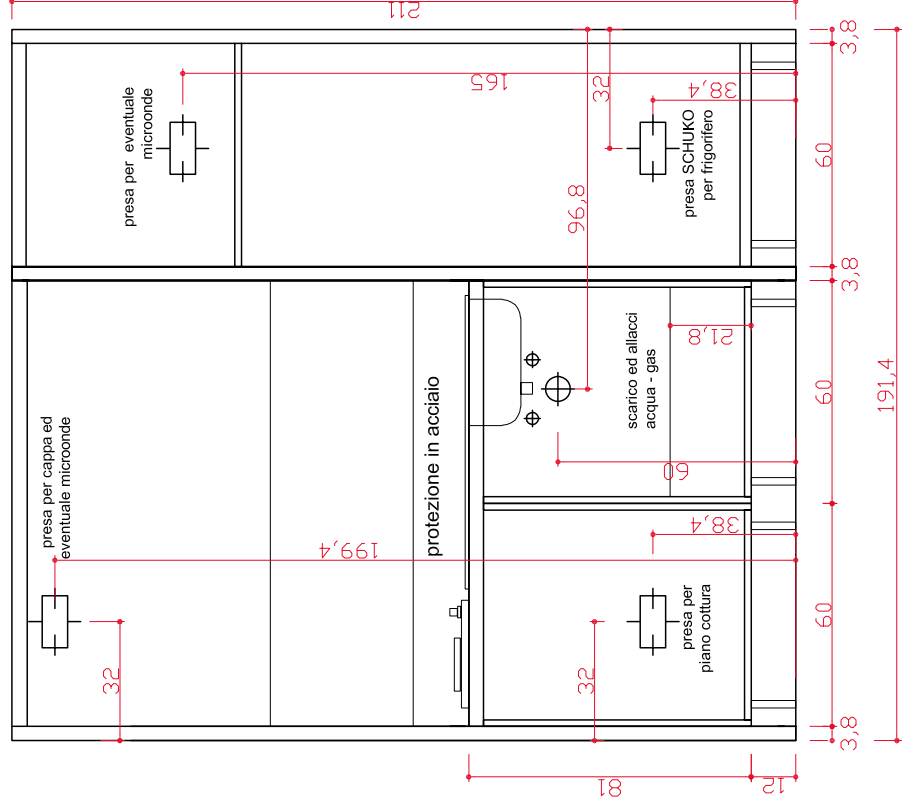 presa per cappa ed
eventuale microonde
32
199,4
presa per eventuale
microonde
165
211
protezione in acciaio
96,8
32
presa per
piano cottura
32
38,4
scarico ed allacci
acqua - gas
60
21,8
presa SCHUKO
per frigorifero
38,4
81
12
3,8
60
60
3,8
60
3,8
191,4